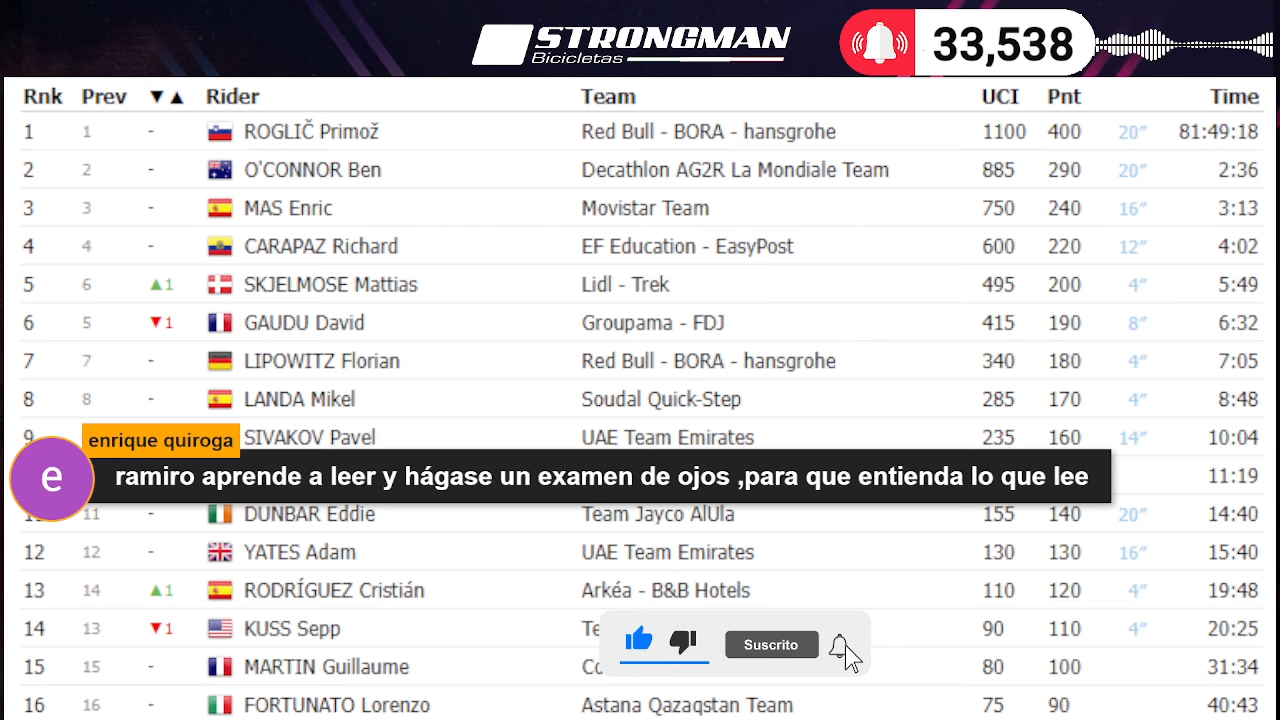 STRONGMAN
Bicicletas
33,538
Rnk Prev ▼▲ Rider Team UCI Pnt Time
1 1 - ROGLIČ Primož Red Bull - BORA - hansgrohe 1100 400 20″ 81:49:18
2 2 - O'CONNOR Ben Decathlon AG2R La Mondiale Team 885 290 20″ 2:36
3 3 - MAS Enric Movistar Team 750 240 16″ 3:13
4 4 - CARAPAZ Richard EF Education - EasyPost 600 220 12″ 4:02
5 6 ▲1 SKJELMOSE Mattias Lidl - Trek 495 200 4″ 5:49
6 5 ▼1 GAUDU David Groupama - FDJ 415 190 8″ 6:32
7 7 - LIPOWITZ Florian Red Bull - BORA - hansgrohe 340 180 4″ 7:05
8 8 - LANDA Mikel Soudal Quick-Step 285 170 4″ 8:48
9 SIVAKOV Pavel UAE Team Emirates 235 160 14″ 10:04
enrique quiroga
e
ramiro aprende a leer y hágase un examen de ojos ,para que entienda lo que lee
11:19
11 - DUNBAR Eddie Team Jayco AlUla 155 140 20″ 14:40
12 12 - YATES Adam UAE Team Emirates 130 130 16″ 15:40
13 14 ▲1 RODRÍGUEZ Cristián Arkéa - B&B Hotels 110 120 4″ 19:48
14 13 ▼1 KUSS Sepp 90 110 4″ 20:25
Suscrito
15 15 - MARTIN Guillaume 80 100 31:34
16 16 - FORTUNATO Lorenzo Astana Qazaqstan Team 75 90 40:43